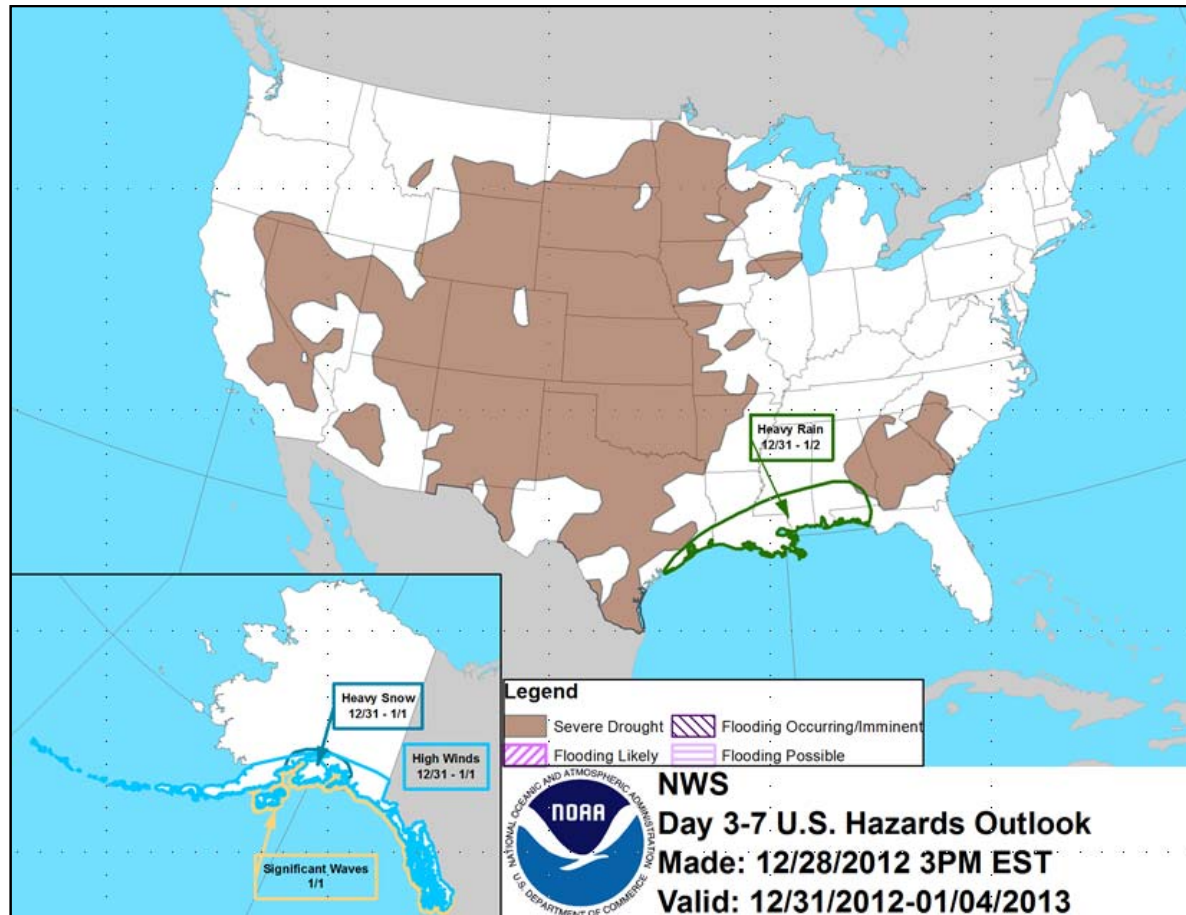 Heavy Rain
12/31 - 1/2
Heavy Snow
12/31 - 1/1
High Winds
12/31 - 1/1
Significant Waves
1/1
Legend
Severe Drought
Flooding Occurring/Imminent
Flooding Likely
Flooding Possible
NATIONAL OCEANIC AND ATMOSPHERIC ADMINISTRATION
NOAA
U.S. DEPARTMENT OF COMMERCE
NWS
Day 3-7 U.S. Hazards Outlook
Made: 12/28/2012 3PM EST
Valid: 12/31/2012-01/04/2013